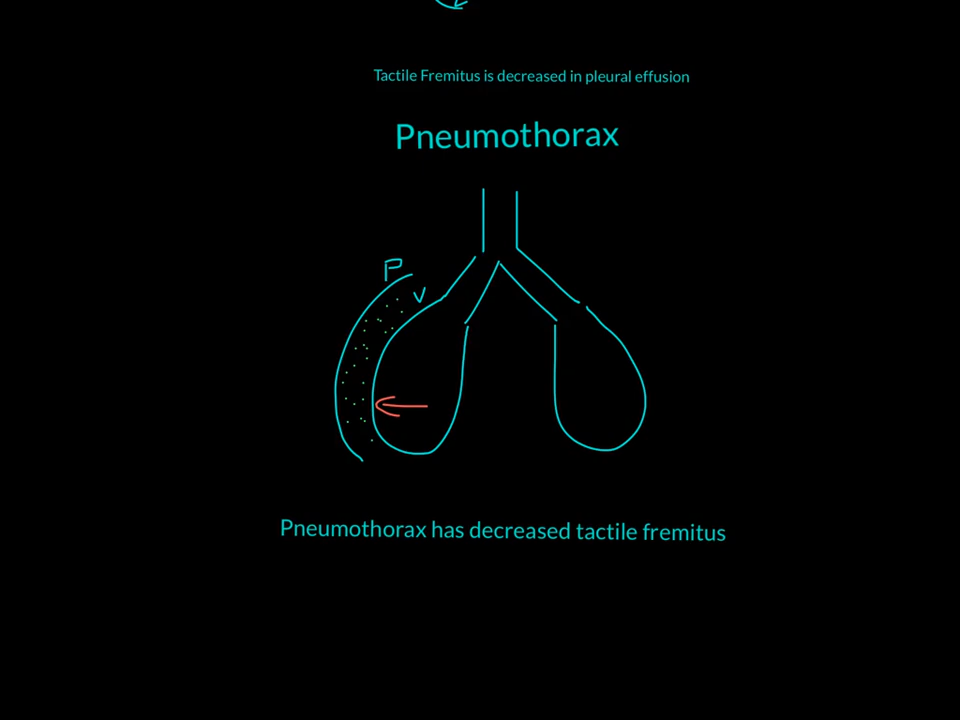 Tactile Fremitus is decreased in pleural effusion
Pneumothorax
P
V
Pneumothorax has decreased tactile fremitus